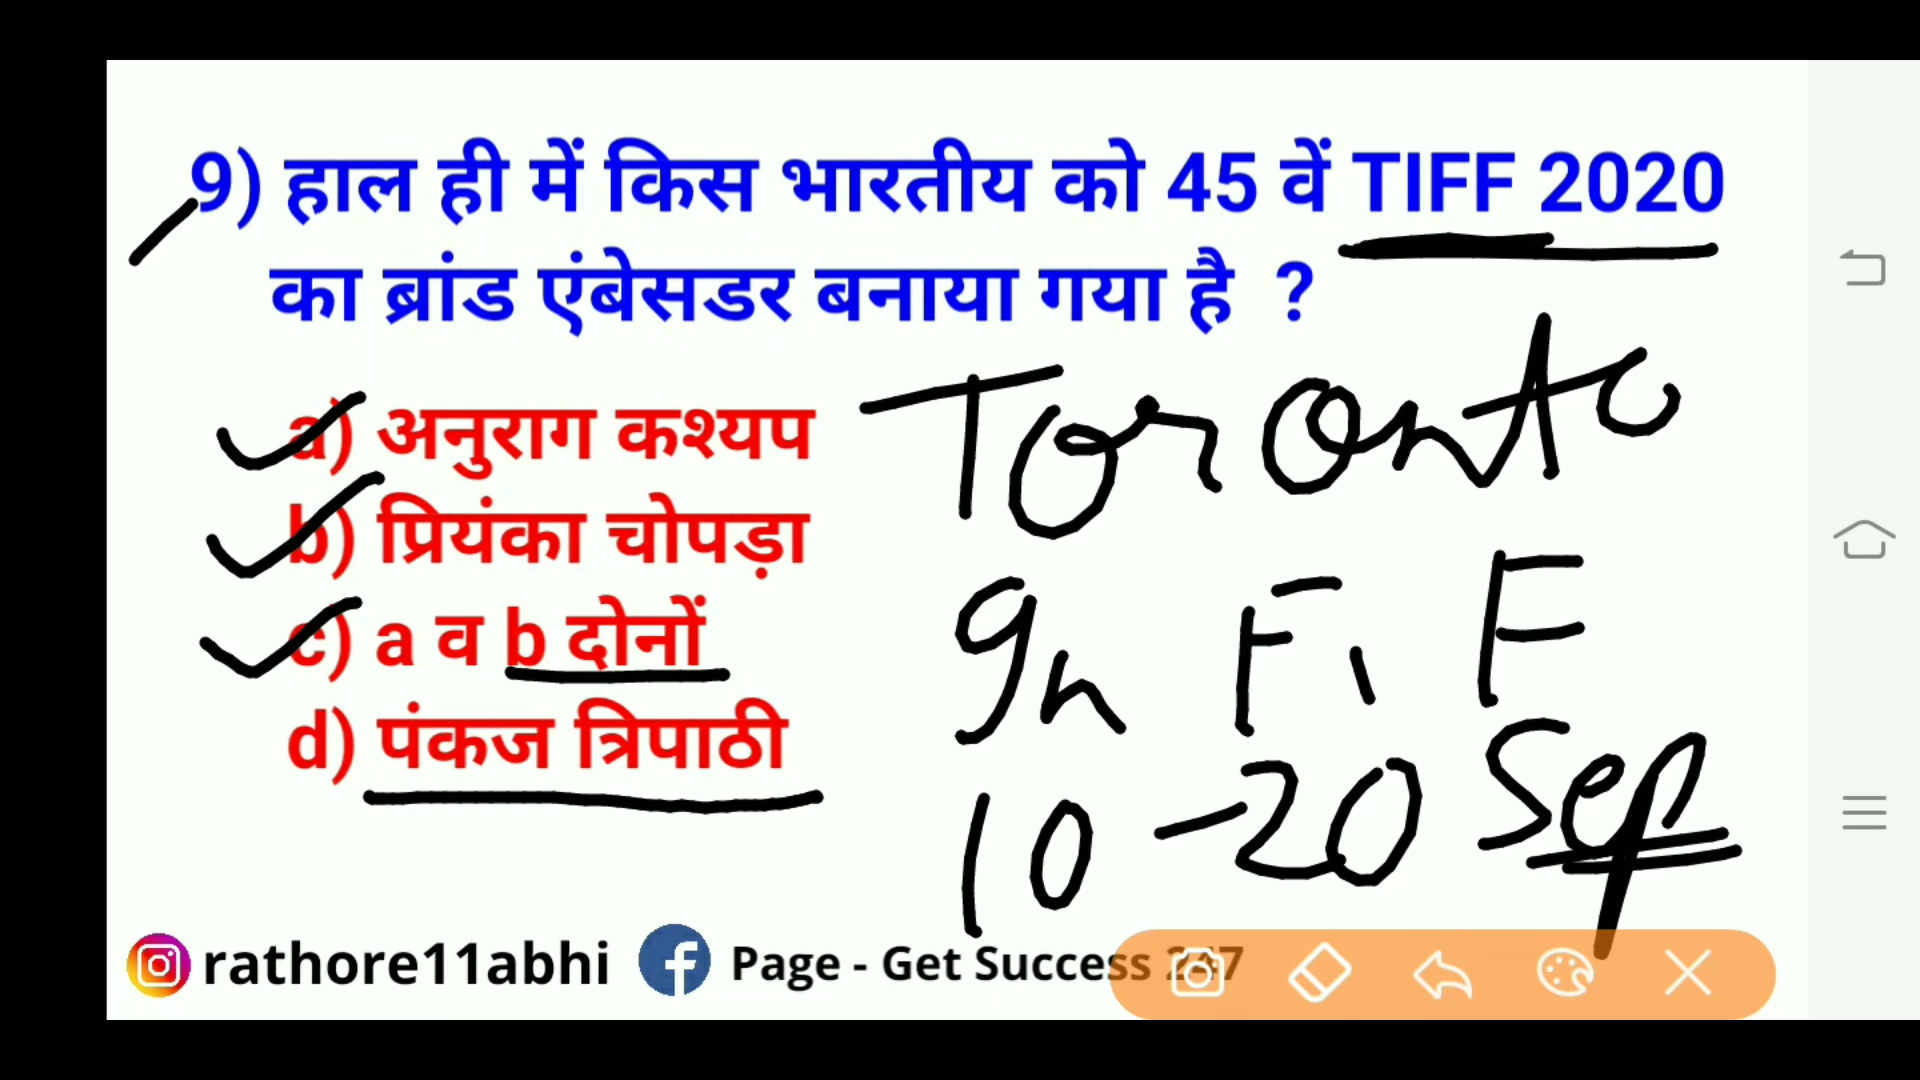 9) हाल ही में किस भारतीय को 45 वें TIFF 2020
का ब्रांड एंबेसडर बनाया गया है ?
a) अनुराग कश्यप
b) प्रियंका चोपड़ा
c) a व b दोनों
d) पंकज त्रिपाठी
Toronto
In F. F
10 - 20 Sep
rathore11abhi Page - Get Success 247